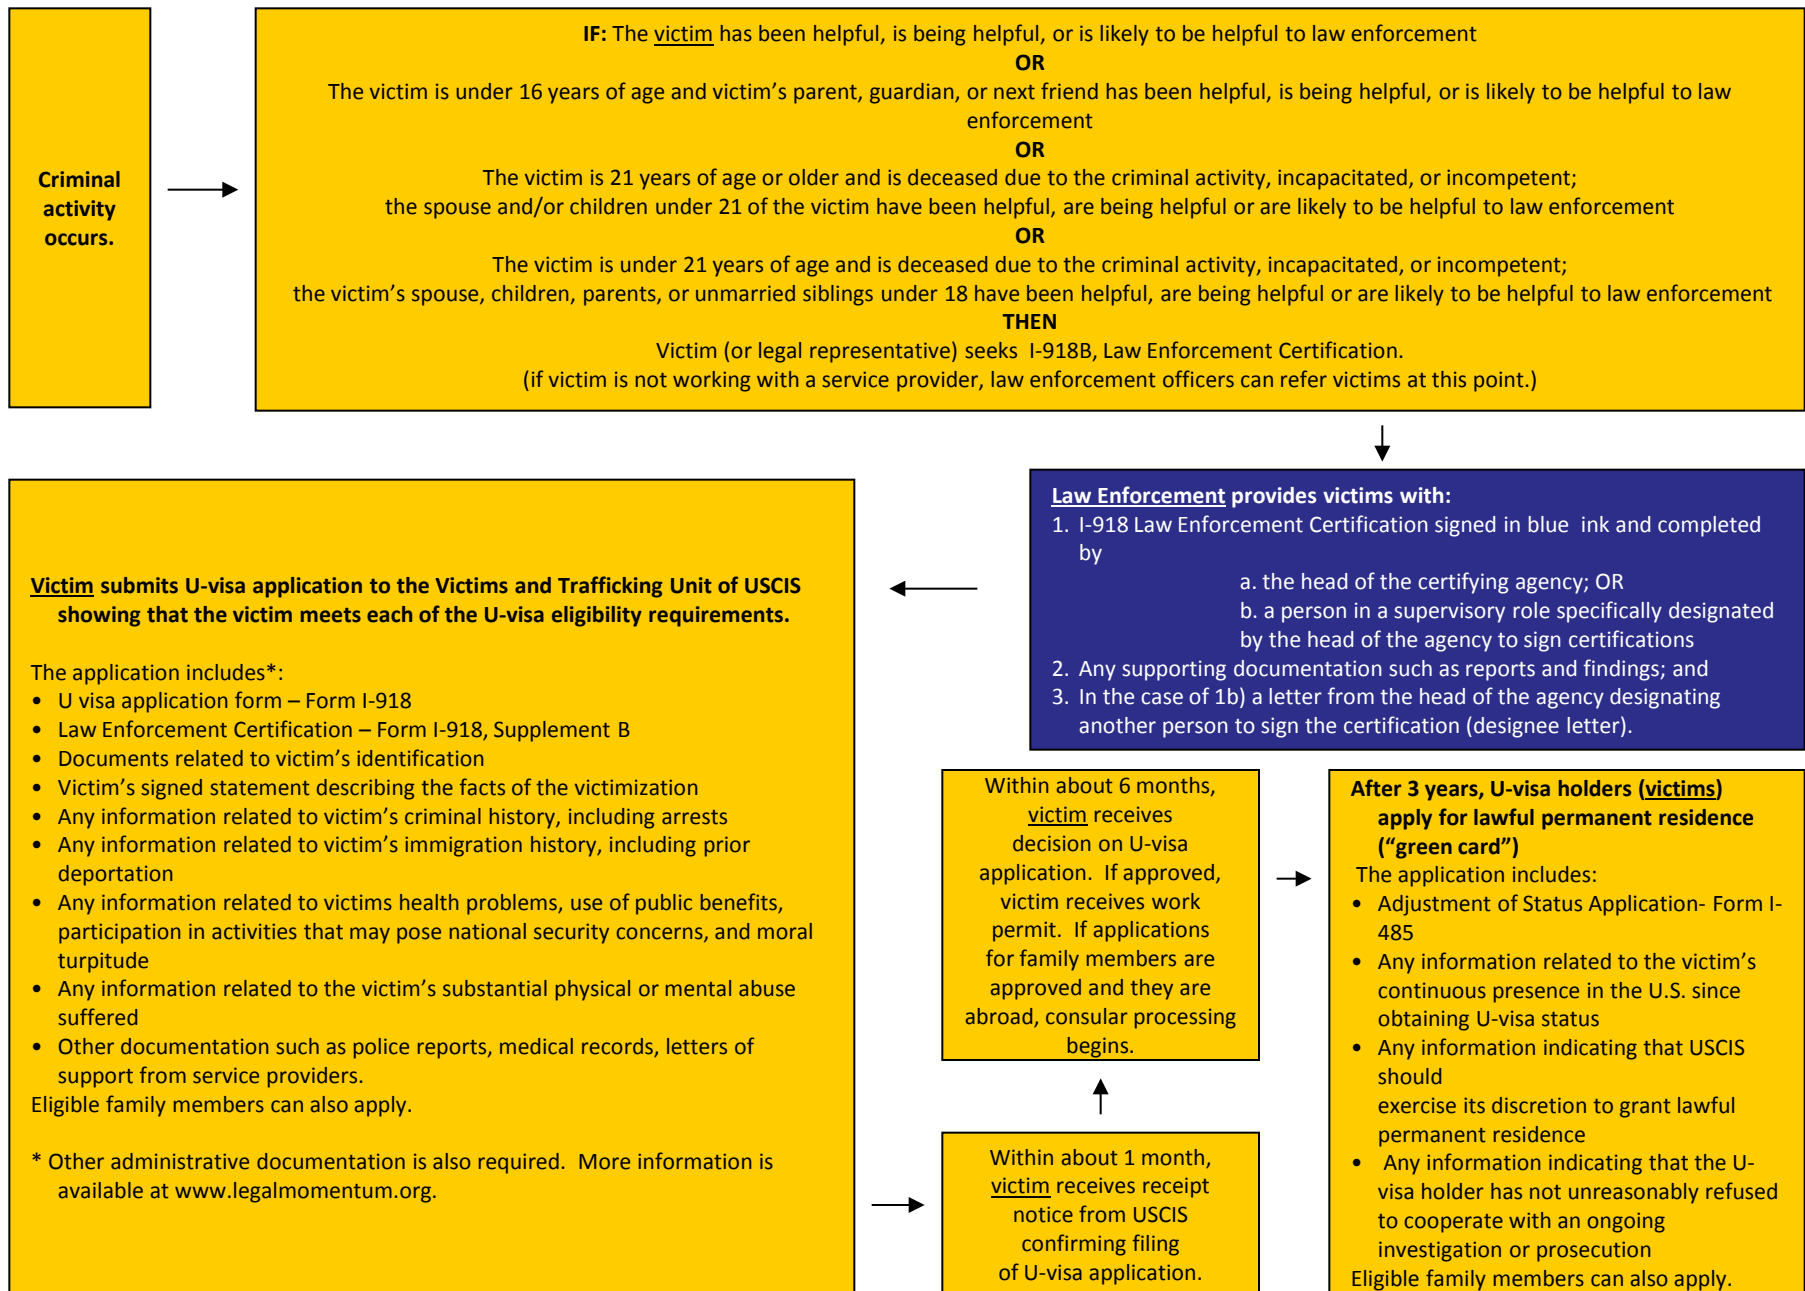 Criminal
activity
occurs.
IF: The victim has been helpful, is being helpful, or is likely to be helpful to law enforcement
OR
The victim is under 16 years of age and victim's parent, guardian, or next friend has been helpful, is being helpful, or is likely to be helpful to law
enforcement
OR
The victim is 21 years of age or older and is deceased due to the criminal activity, incapacitated, or incompetent;
the spouse and/or children under 21 of the victim have been helpful, are being helpful or are likely to be helpful to law enforcement
OR
The victim is under 21 years of age and is deceased due to the criminal activity, incapacitated, or incompetent;
the victim's spouse, children, parents, or unmarried siblings under 18 have been helpful, are being helpful or are likely to be helpful to law enforcement
THEN
Victim (or legal representative) seeks I-918B, Law Enforcement Certification.
(if victim is not working with a service provider, law enforcement officers can refer victims at this point.)
Law Enforcement provides victims with:
1. I-918 Law Enforcement Certification signed in blue ink and completed
by
a. the head of the certifying agency; OR
b. a person in a supervisory role specifically designated
by the head of the agency to sign certifications
2. Any supporting documentation such as reports and findings; and
3. In the case of 1b) a letter from the head of the agency designating
another person to sign the certification (designee letter).
Victim submits U-visa application to the Victims and Trafficking Unit of USCIS
showing that the victim meets each of the U-visa eligibility requirements.
The application includes*:
• U visa application form – Form I-918
• Law Enforcement Certification – Form I-918, Supplement B
• Documents related to victim's identification
• Victim's signed statement describing the facts of the victimization
• Any information related to victim's criminal history, including arrests
• Any information related to victim's immigration history, including prior
deportation
• Any information related to victims health problems, use of public benefits,
participation in activities that may pose national security concerns, and moral
turpitude
• Any information related to the victim's substantial physical or mental abuse
suffered
• Other documentation such as police reports, medical records, letters of
support from service providers.
Eligible family members can also apply.
* Other administrative documentation is also required. More information is
available at www.legalmomentum.org.
Within about 1 month,
victim receives receipt
notice from USCIS
confirming filing
of U-visa application.
Within about 6 months,
victim receives
decision on U-visa
application. If approved,
victim receives work
permit. If applications
for family members are
approved and they are
abroad, consular processing
begins.
After 3 years, U-visa holders (victims)
apply for lawful permanent residence
("green card")
The application includes:
• Adjustment of Status Application- Form I-
485
• Any information related to the victim's
continuous presence in the U.S. since
obtaining U-visa status
• Any information indicating that USCIS
should
exercise its discretion to grant lawful
permanent residence
• Any information indicating that the U-
visa holder has not unreasonably refused
to cooperate with an ongoing
investigation or prosecution
Eligible family members can also apply.